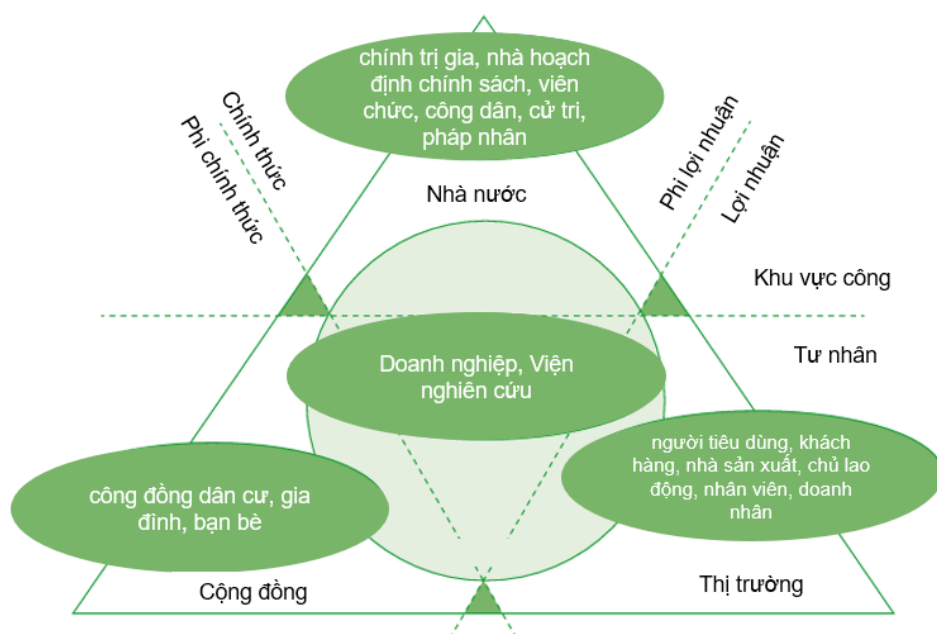 chính trị gia, nhà hoạch
định chính sách, viên
chức, công dân, cử tri,
pháp nhân
Chính thức
Phi chính thức
Phi lợi nhuận
Lợi nhuận
Nhà nước
Khu vực công
Tư nhân
Doanh nghiệp, Viện
nghiên cứu
người tiêu dùng, khách
hàng, nhà sản xuất, chủ lao
động, nhân viên, doanh
nhân
công đồng dân cư, gia
đình, bạn bè
Cộng đồng
Thị trường